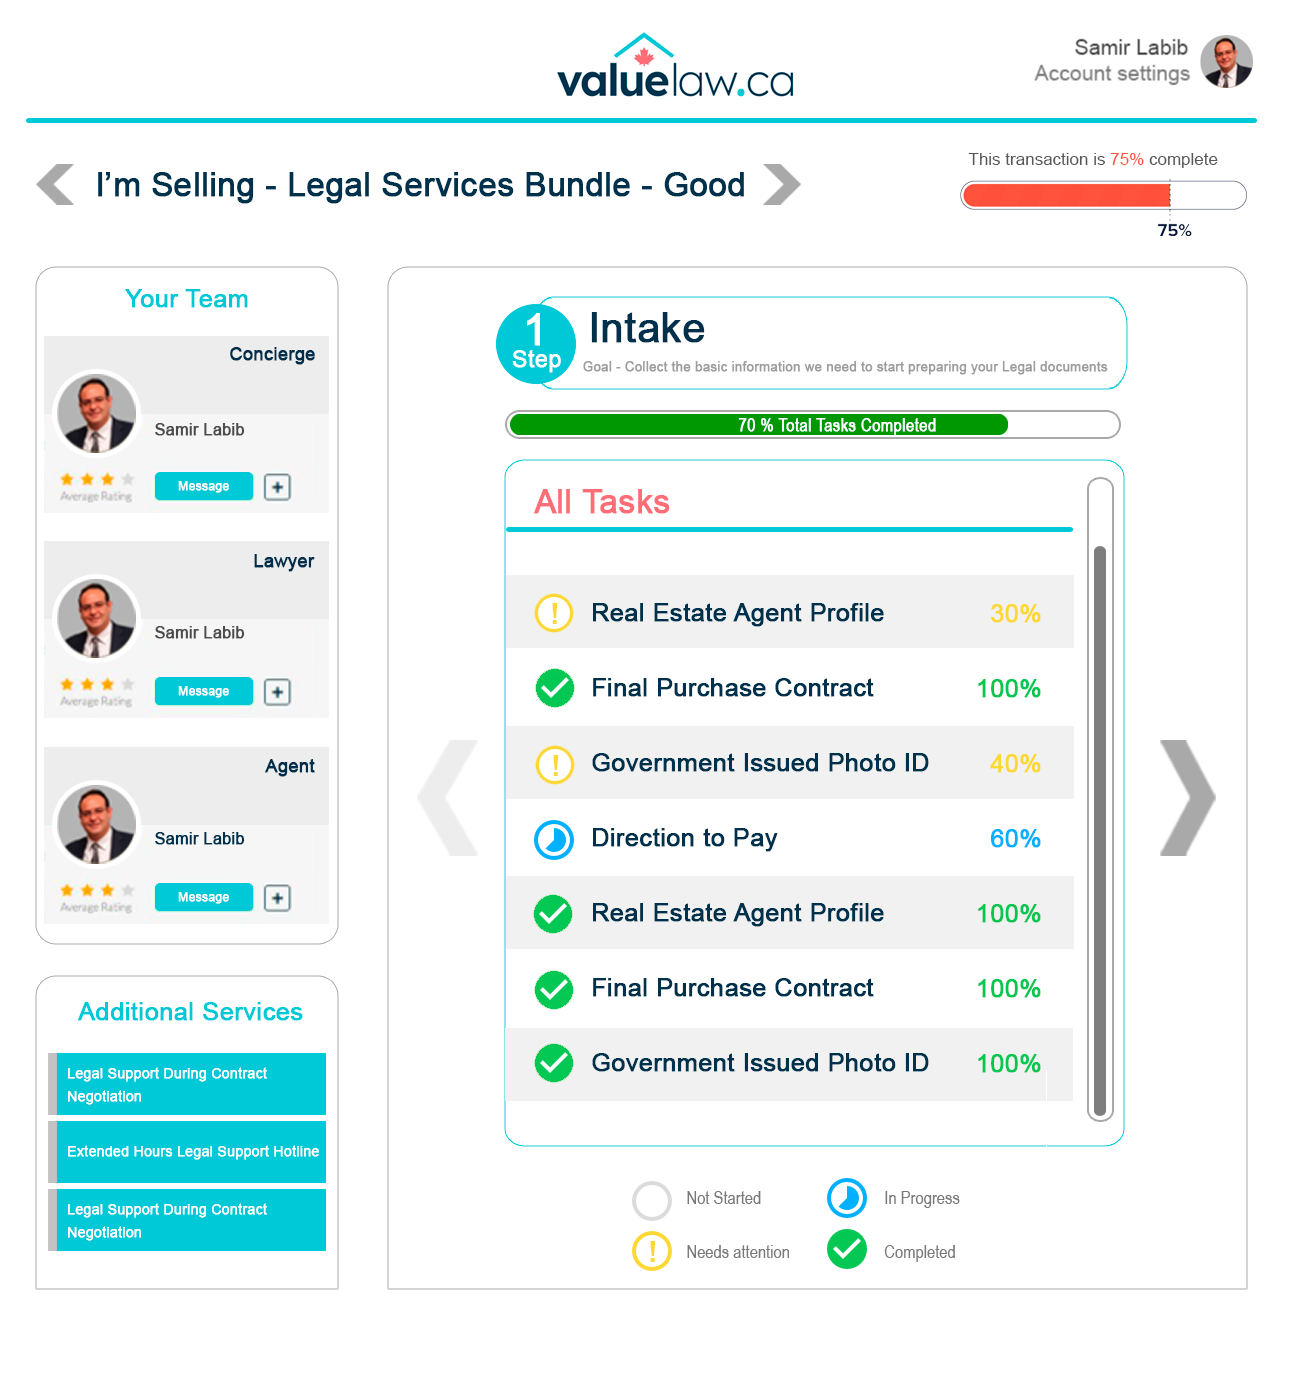 valuelaw.ca
Samir Labib
Account settings
I'm Selling - Legal Services Bundle - Good
This transaction is 75% complete
75%
Your Team
Concierge
Samir Labib
Average Rating
Message
+
Lawyer
Samir Labib
Average Rating
Message
+
Agent
Samir Labib
Average Rating
Message
+
Additional Services
Legal Support During Contract
Negotiation
Extended Hours Legal Support Hotline
Legal Support During Contract
Negotiation
1
Step
Intake
Goal - Collect the basic information we need to start preparing your Legal documents
70 % Total Tasks Completed
All Tasks
! Real Estate Agent Profile 30%
Final Purchase Contract 100%
! Government Issued Photo ID 40%
Direction to Pay 60%
Real Estate Agent Profile 100%
Final Purchase Contract 100%
Government Issued Photo ID 100%
Not Started
In Progress
! Needs attention
Completed